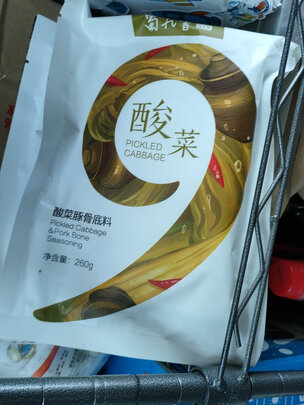 酸菜
PICKLED
CABBAGE
酸菜豚骨底料
Pickled Cabbage
&Pork Bone
Seasoning
净含量: 260g